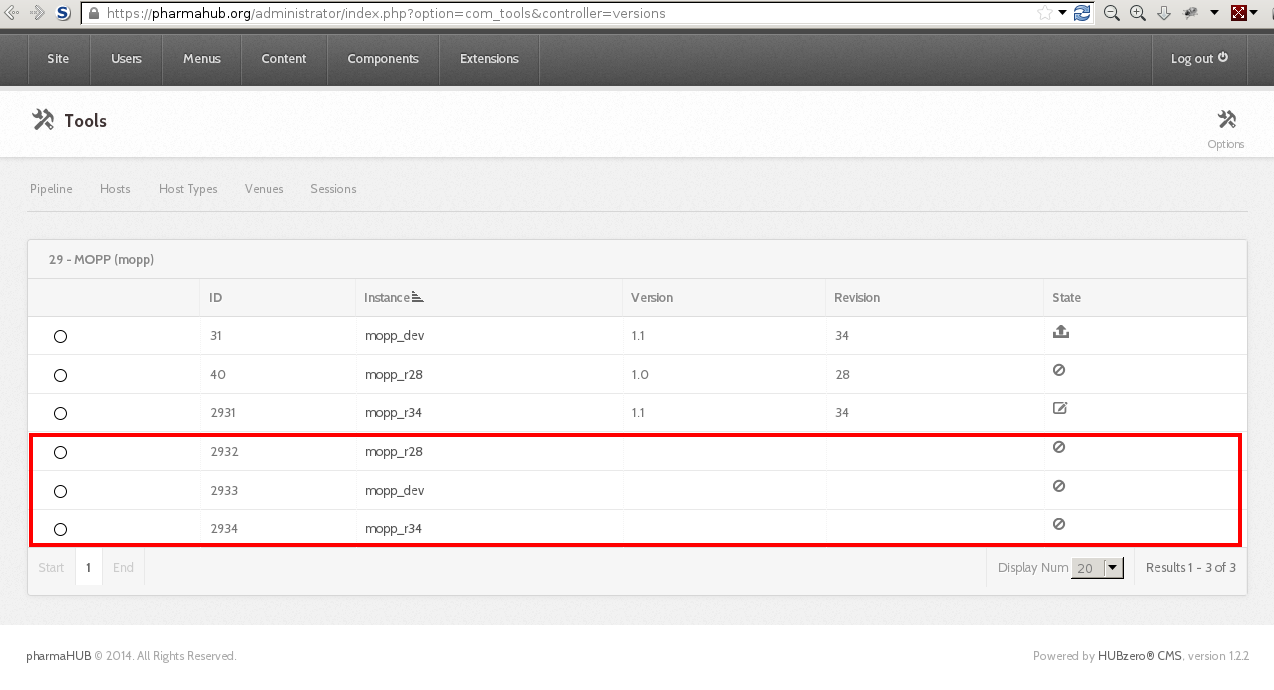 S https://pharmahub.org/administrator/index.php?option=com_tools&controller=versions
Site Users Menus Content Components Extensions Log out
Tools
Options
Pipeline Hosts Host Types Venues Sessions
29 - MOPP (mopp)
ID Instance Version Revision State
31 mopp_dev 1.1 34
40 mopp_r28 1.0 28
2931 mopp_r34 1.1 34
2932 mopp_r28
2933 mopp_dev
2934 mopp_r34
Start 1 End Display Num 20 Results 1 - 3 of 3
pharmaHUB © 2014. All Rights Reserved. Powered by HUBzero® CMS, version 1.2.2